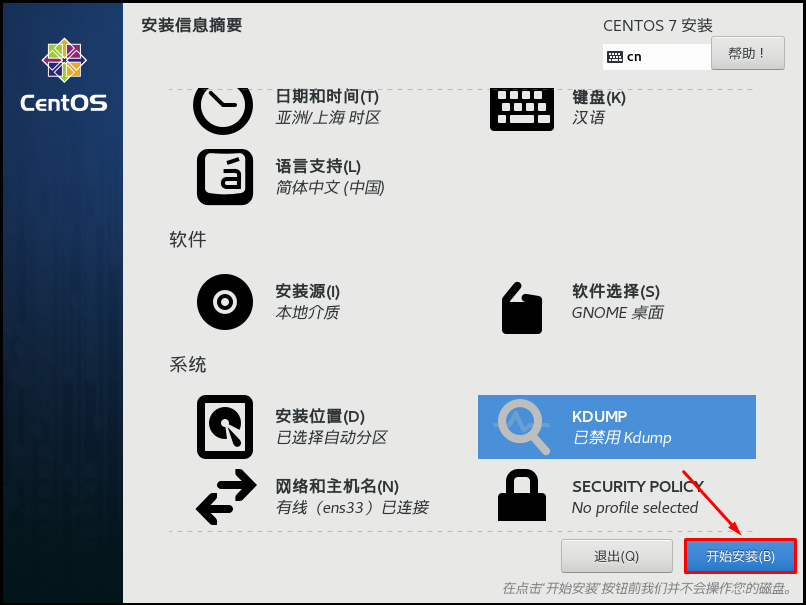 安装信息摘要
CENTOS 7 安装
cn
帮助！
CentOS
日期和时间(T)
亚洲/上海 时区
键盘(K)
汉语
语言支持(L)
简体中文 (中国)
软件
安装源(I)
本地介质
软件选择(S)
GNOME 桌面
系统
安装位置(D)
已选择自动分区
KDUMP
已禁用 Kdump
网络和主机名(N)
有线（ens33）已连接
SECURITY POLICY
No profile selected
退出(Q)
开始安装(B)
在点击'开始安装'按钮前我们并不会操作您的磁盘。